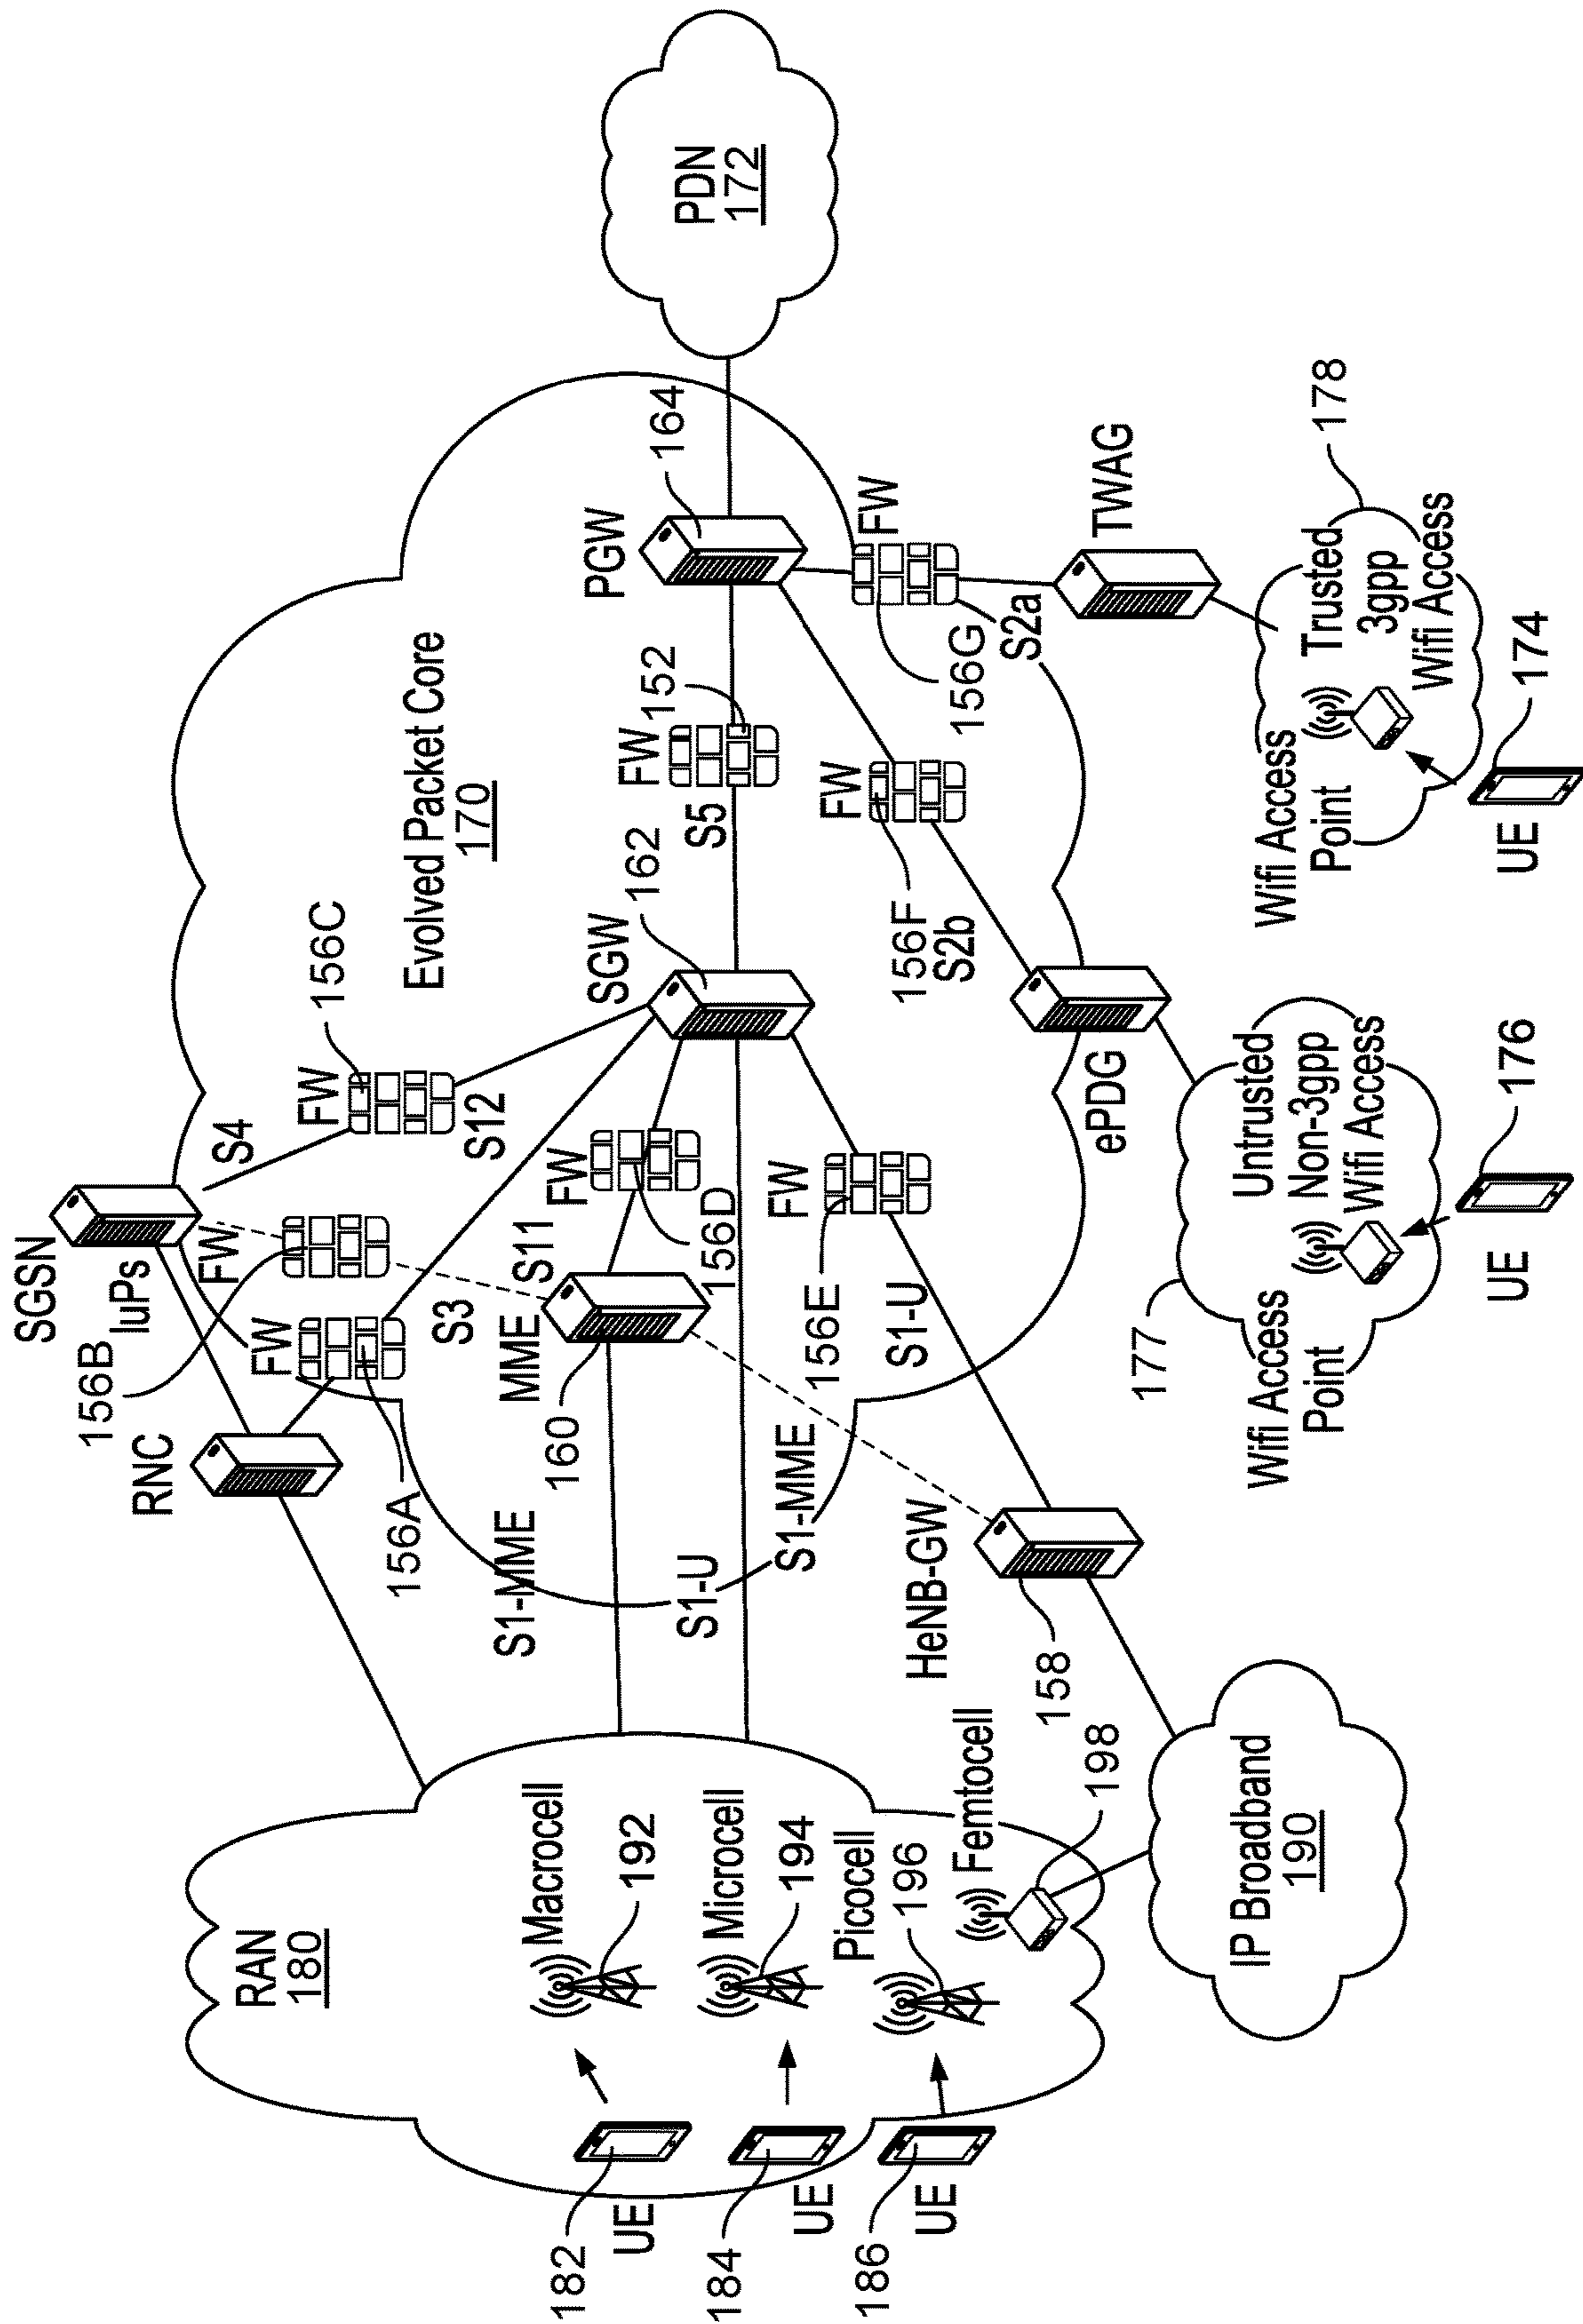 SGSN
IuPs
FW
S4
FW
156C
156B
FW
RNC
156A
S3
S12
Evolved Packet Core
170
RAN
180
MME
S11
160
FW
156D
SGW
162
FW
152
S5
PGW
164
PDN
172
S1-MME
S1-U
S1-MME
156E
FW
S1-U
156F
S2b
FW
156G
FW
S2a
Macrocell
192
Microcell
194
Picocell
196
Femtocell
198
182
UE
184
UE
186
UE
HeNB-GW
158
IP Broadband
190
ePDG
TWAG
177
Wifi Access
Point
Untrusted
Non-3gpp
Wifi Access
UE
176
178
Wifi Access
Point
Trusted
3gpp
Wifi Access
UE
174